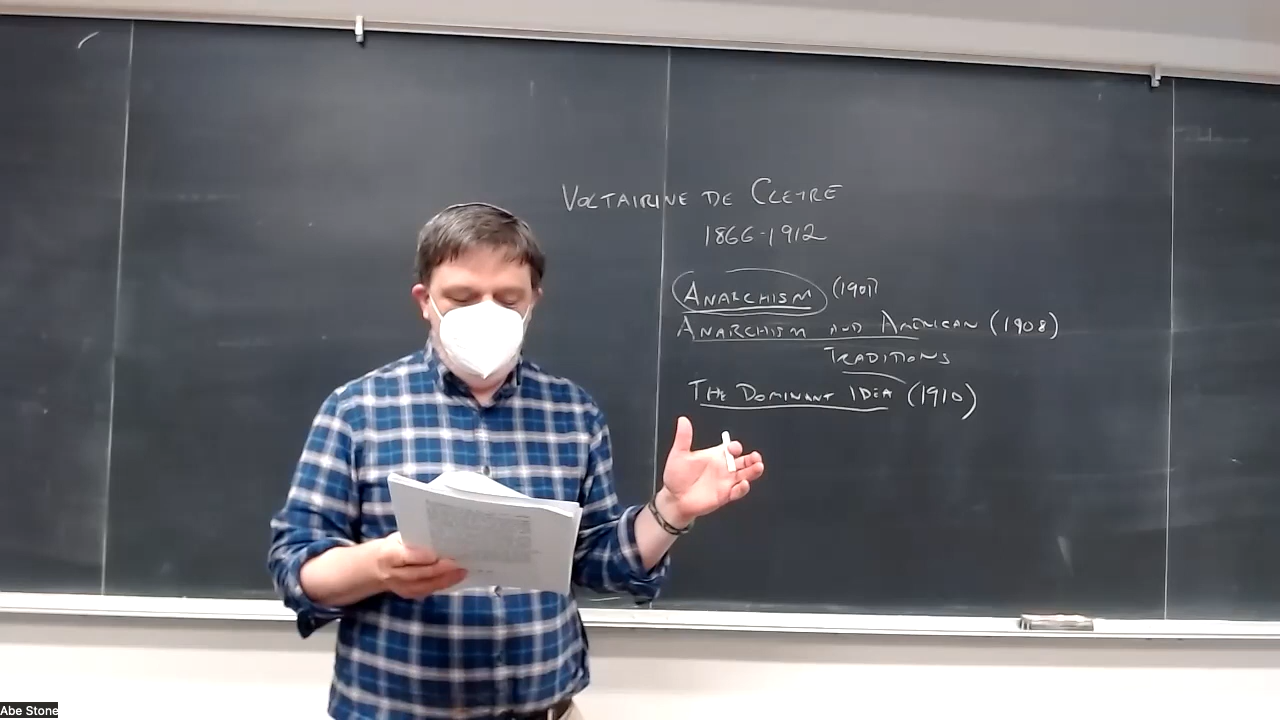 VOLTAIRINE DE CLEYRE
1866-1912
ANARCHISM (1901)
ANARCHISM AND AMERICAN (1908)
TRADITIONS
THE DOMINANT IDEA (1910)
Abe Stone